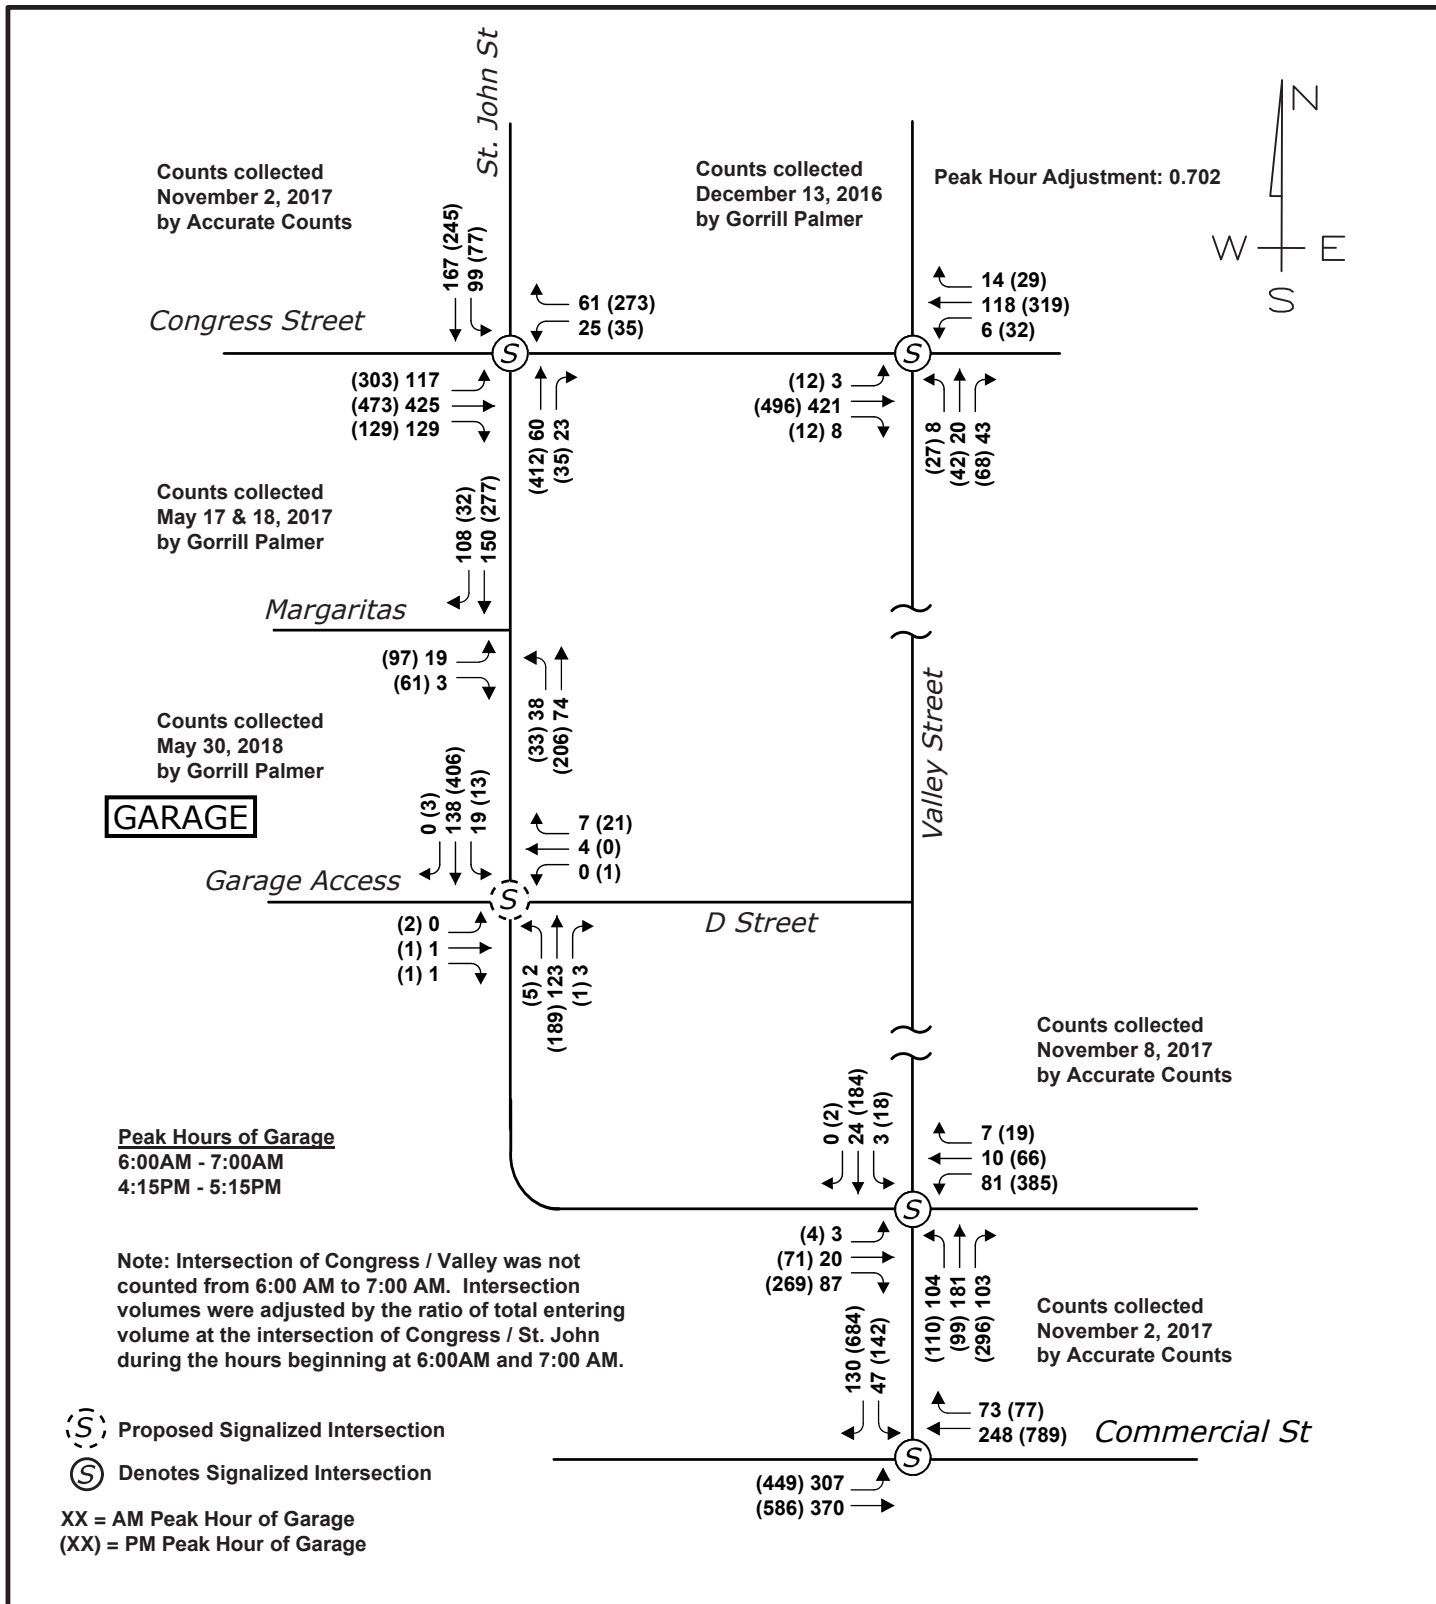 St. John St
Counts collected
November 2, 2017
by Accurate Counts
Counts collected
December 13, 2016
by Gorrill Palmer
Peak Hour Adjustment: 0.702
N
W
E
S
167 (245)
99 (77)
61 (273)
25 (35)
Congress Street
S
(303) 117
(473) 425
(129) 129
(412) 60
(35) 23
14 (29)
118 (319)
6 (32)
S
(12) 3
(496) 421
(12) 8
(27) 8
(42) 20
(68) 43
Counts collected
May 17 & 18, 2017
by Gorrill Palmer
108 (32)
150 (277)
Margaritas
(97) 19
(61) 3
(33) 38
(206) 74
Valley Street
Counts collected
May 30, 2018
by Gorrill Palmer
GARAGE
0 (3)
138 (406)
19 (13)
7 (21)
4 (0)
0 (1)
Garage Access
S
D Street
(2) 0
(1) 1
(1) 1
(5) 2
(189) 123
(1) 3
Counts collected
November 8, 2017
by Accurate Counts
0 (2)
24 (184)
3 (18)
7 (19)
10 (66)
81 (385)
S
(4) 3
(71) 20
(269) 87
(110) 104
(99) 181
(296) 103
Peak Hours of Garage
6:00AM - 7:00AM
4:15PM - 5:15PM
Note: Intersection of Congress / Valley was not
counted from 6:00 AM to 7:00 AM. Intersection
volumes were adjusted by the ratio of total entering
volume at the intersection of Congress / St. John
during the hours beginning at 6:00AM and 7:00 AM.
Counts collected
November 2, 2017
by Accurate Counts
130 (684)
47 (142)
73 (77)
248 (789)
Commercial St
S
(449) 307
(586) 370
S Proposed Signalized Intersection
S Denotes Signalized Intersection
XX = AM Peak Hour of Garage
(XX) = PM Peak Hour of Garage